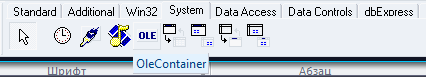 Standard Additional Win32 System Data Access Data Controls dbExpress
OLE
OleContainer
Шрифт Абзац